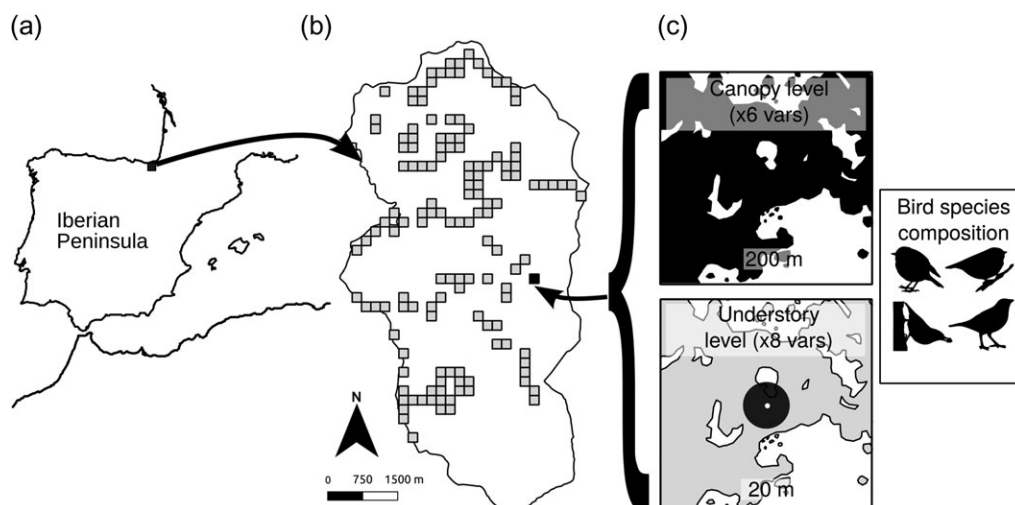 (a)
(b)
(c)
Iberian
Peninsula
N
0 750 1500 m
Canopy level
(x6 vars)
200 m
Understory
level (x8 vars)
20 m
Bird species
composition